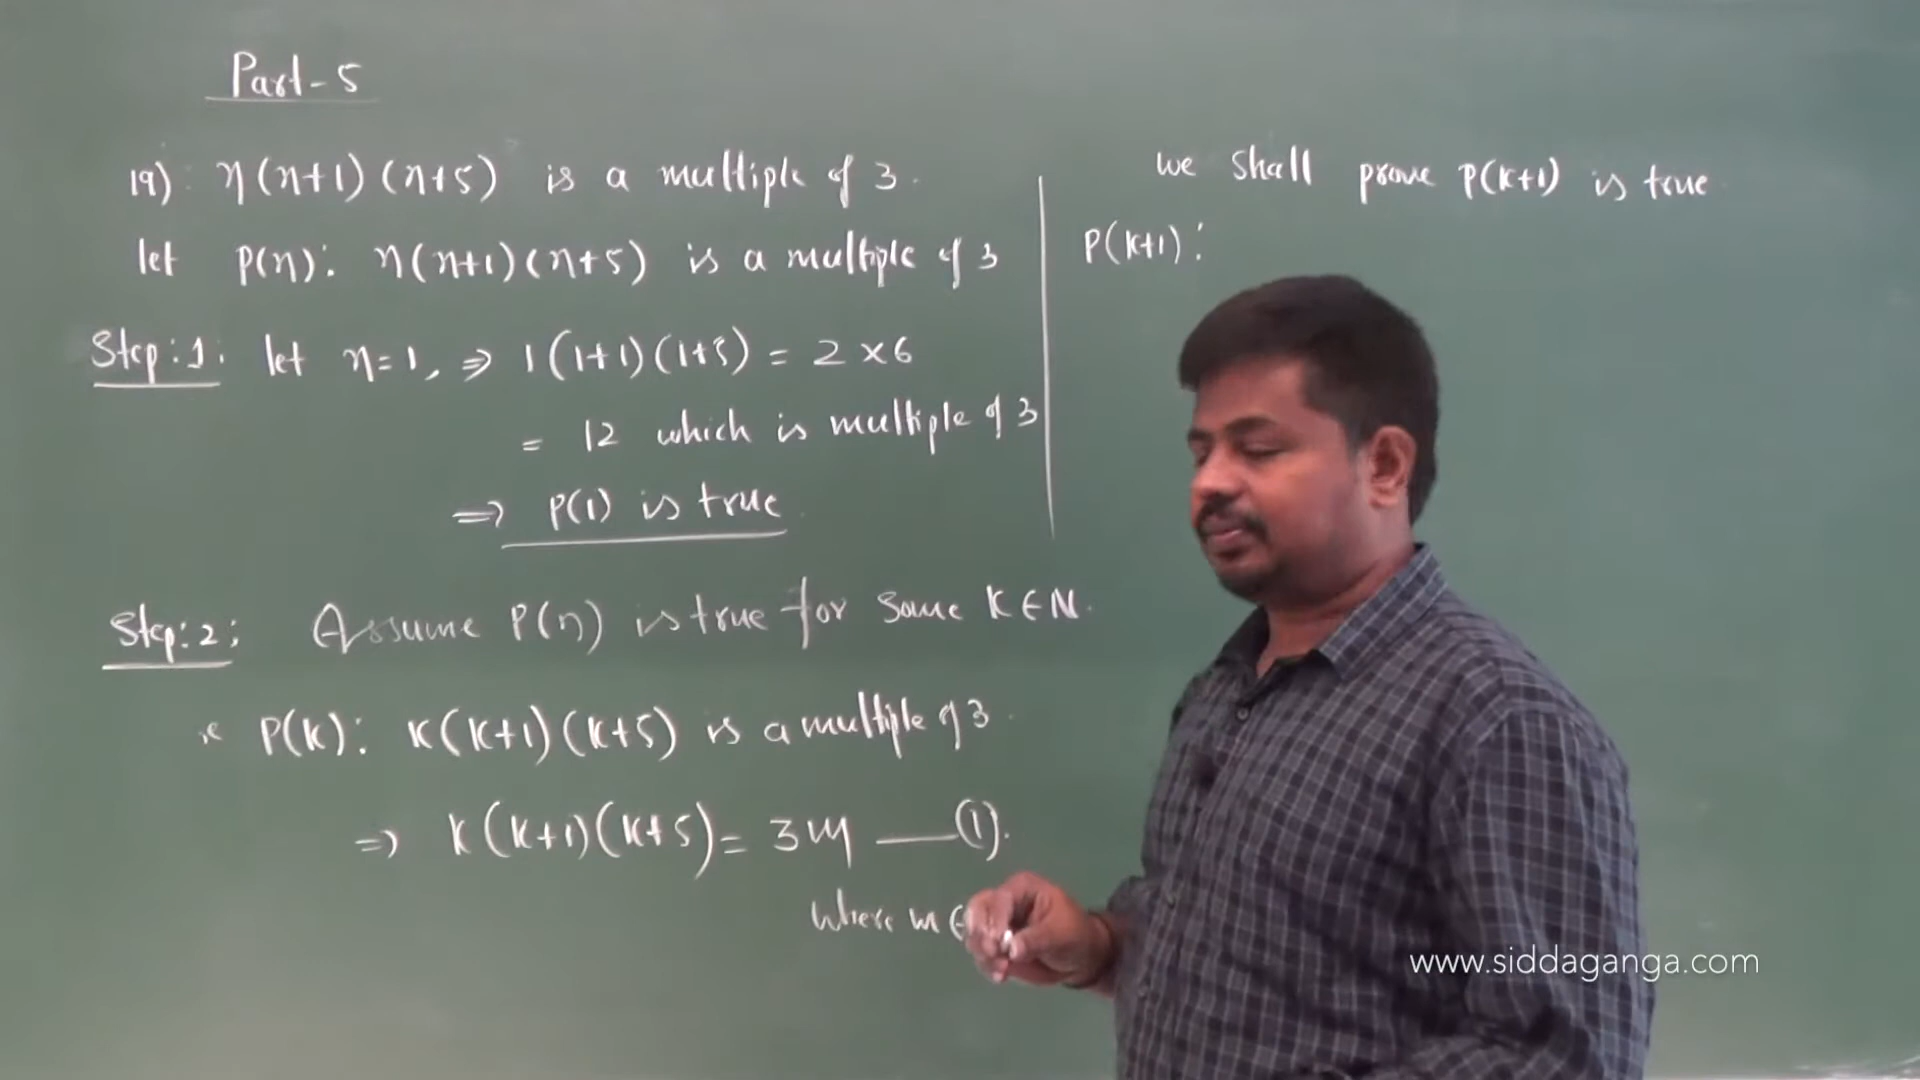 Part-5
19) : n(n+1)(n+5) is a multiple of 3.
let P(n): n(n+1)(n+5) is a multiple of 3
Step:1: let n=1, ⇒ 1(1+1)(1+5) = 2×6
= 12 which is multiple of 3
⇒ P(1) is true.
Step:2: Assume P(n) is true for some K∈N.
ie P(k): K(K+1)(K+5) is a multiple of 3.
⇒ K(K+1)(K+5) = 3m —(1).
where m ∈
we shall prove P(K+1) is true.
P(K+1):
www.siddaganga.com